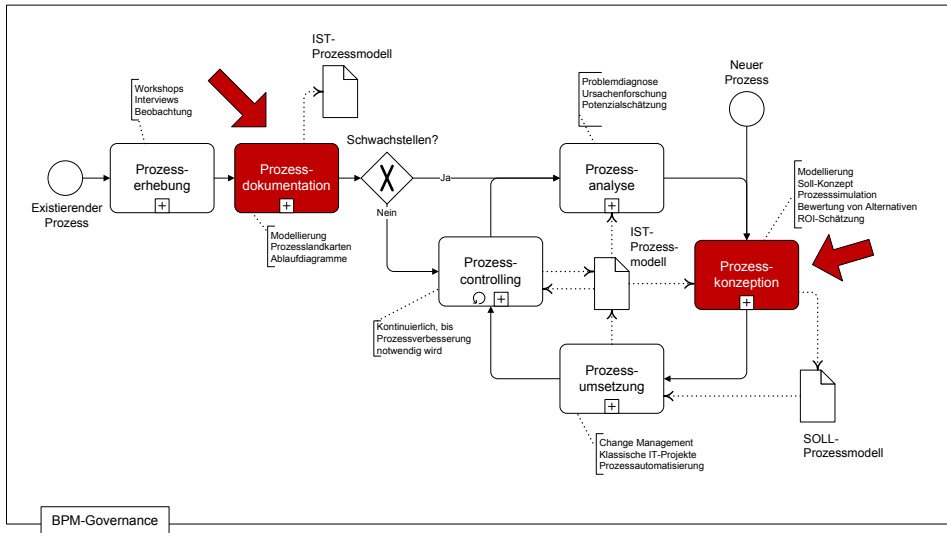 IST-
Prozessmodell
Workshops
Interviews
Beobachtung
Problemdiagnose
Ursachenforschung
Potenzialschätzung
Neuer
Prozess
Schwachstellen?
Existierender
Prozess
Prozess-
erhebung
Prozess-
dokumentation
Ja
Nein
Prozess-
analyse
Modellierung
Soll-Konzept
Prozesssimulation
Bewertung von Alternativen
ROI-Schätzung
Modellierung
Prozesslandkarten
Ablaufdiagramme
Prozess-
controlling
IST-
Prozess-
modell
Prozess-
konzeption
Kontinuierlich, bis
Prozessverbesserung
notwendig wird
Prozess-
umsetzung
SOLL-
Prozessmodell
Change Management
Klassische IT-Projekte
Prozessautomatisierung
BPM-Governance